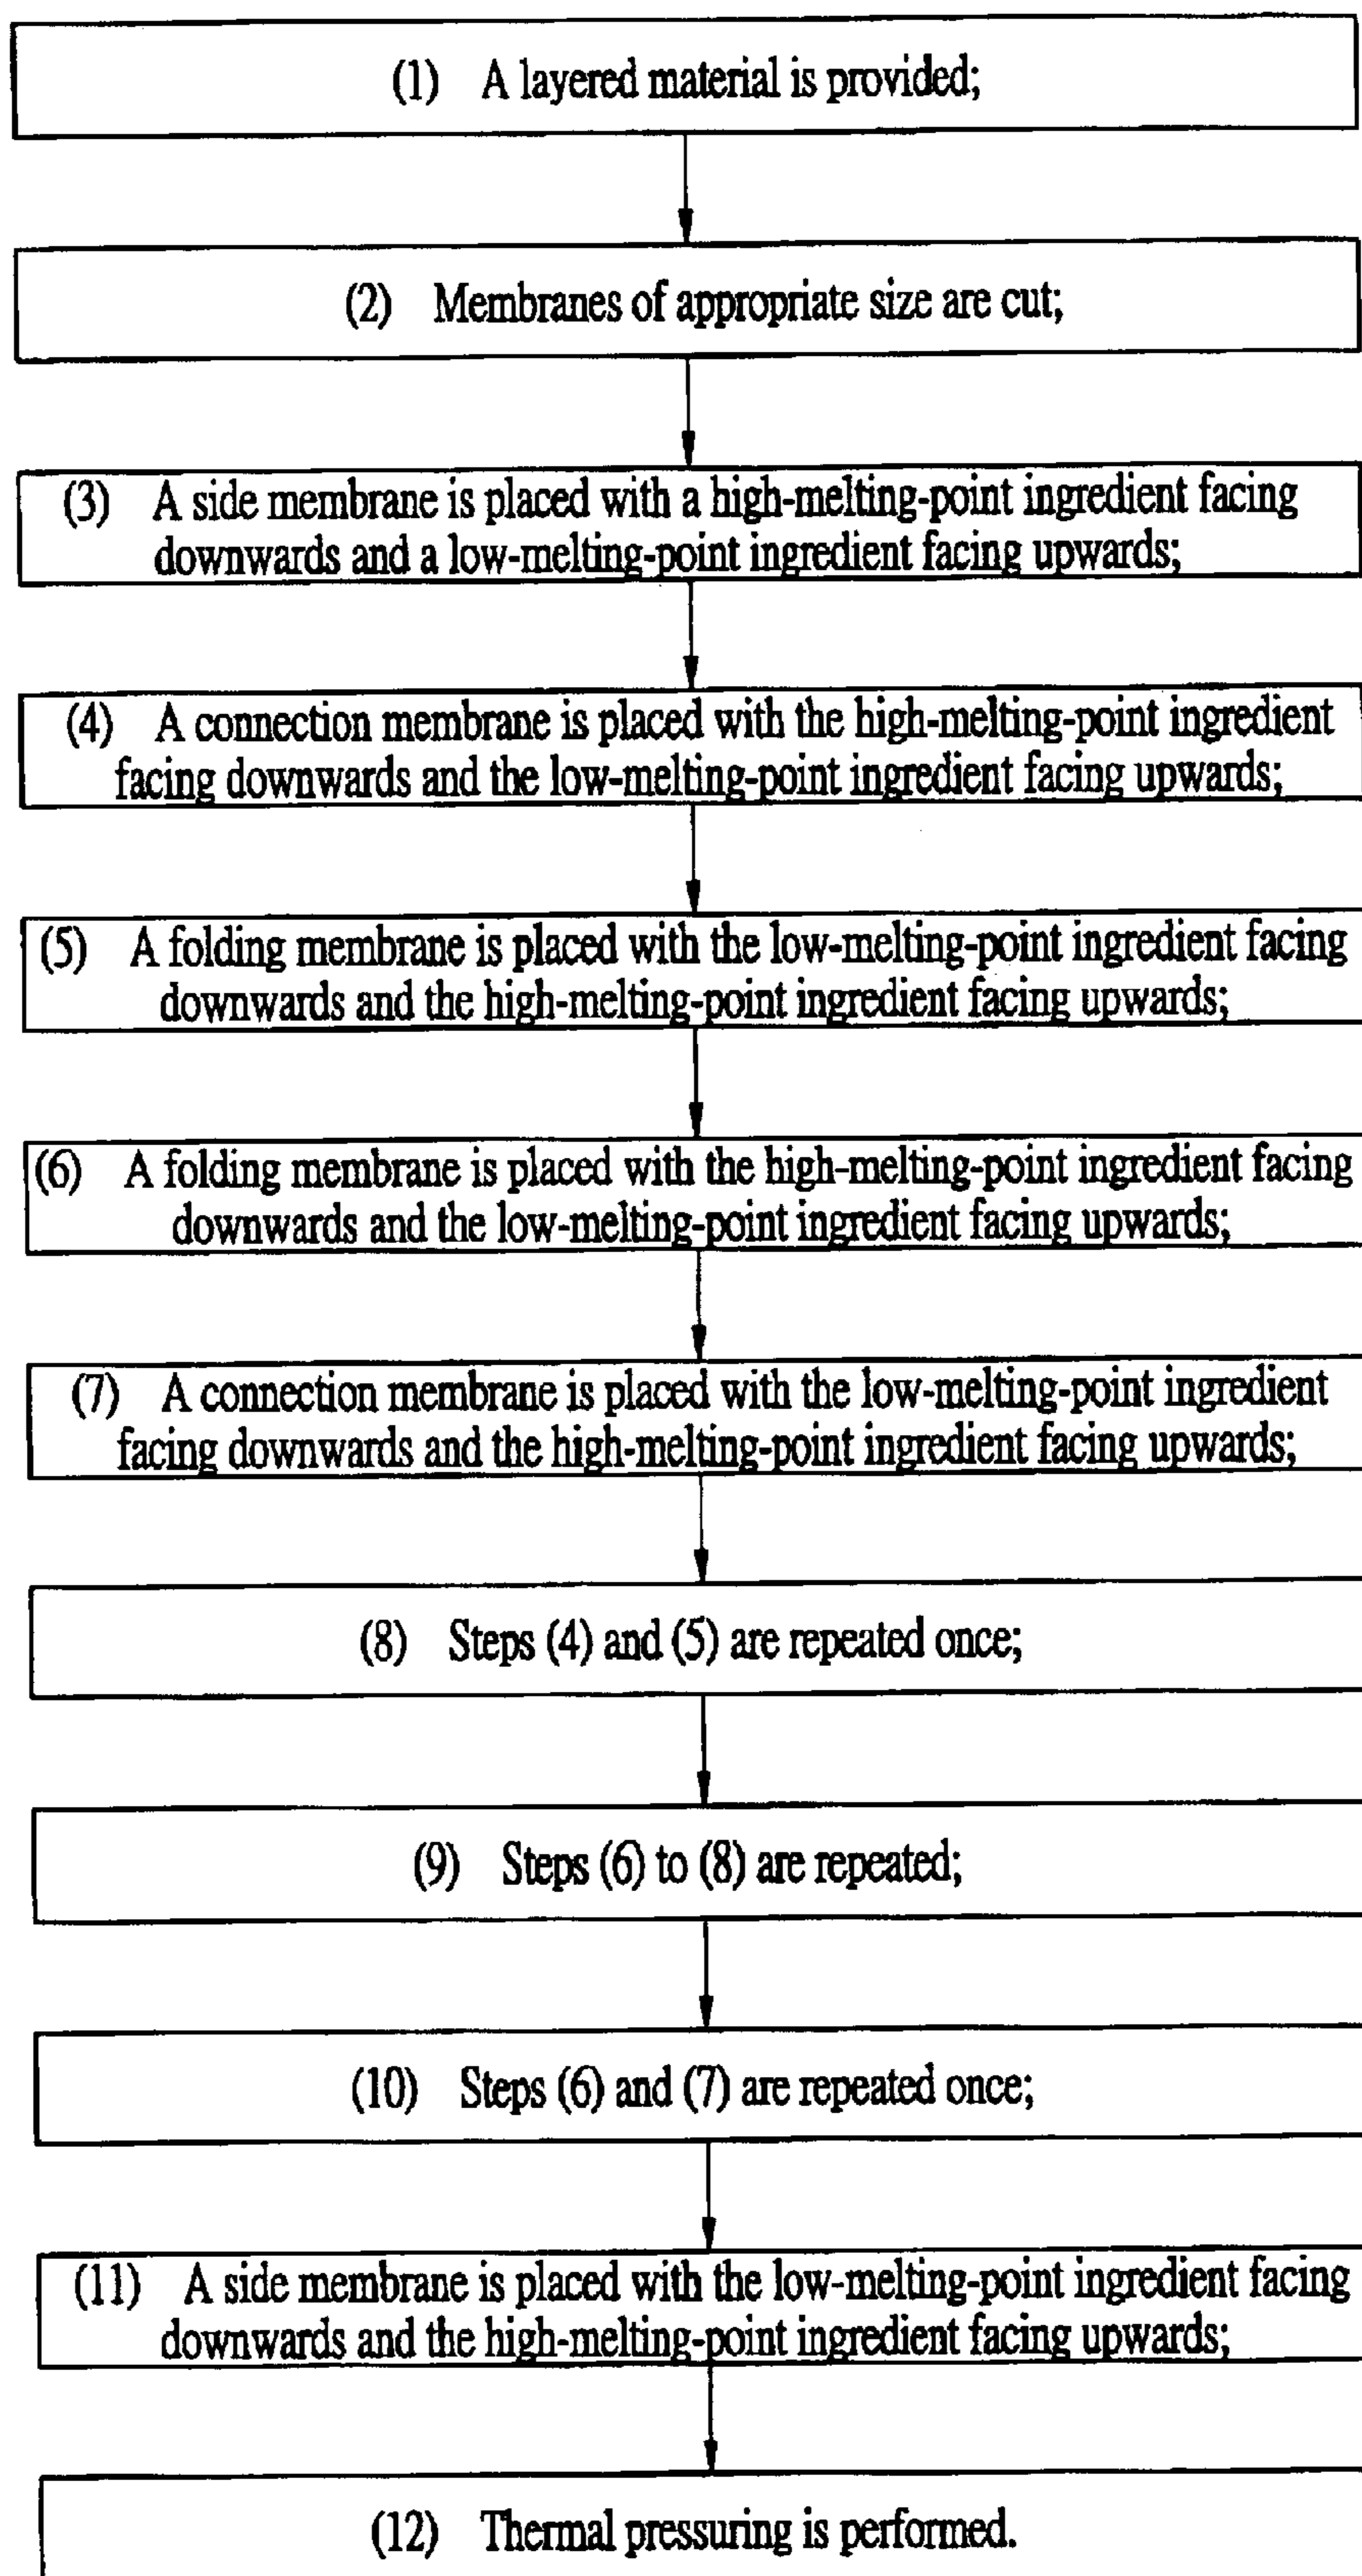 (1) A layered material is provided;
(2) Membranes of appropriate size are cut;
(3) A side membrane is placed with a high-melting-point ingredient facing
downwards and a low-melting-point ingredient facing upwards;
(4) A connection membrane is placed with the high-melting-point ingredient
facing downwards and the low-melting-point ingredient facing upwards;
(5) A folding membrane is placed with the low-melting-point ingredient facing
downwards and the high-melting-point ingredient facing upwards;
(6) A folding membrane is placed with the high-melting-point ingredient facing
downwards and the low-melting-point ingredient facing upwards;
(7) A connection membrane is placed with the low-melting-point ingredient
facing downwards and the high-melting-point ingredient facing upwards;
(8) Steps (4) and (5) are repeated once;
(9) Steps (6) to (8) are repeated;
(10) Steps (6) and (7) are repeated once;
(11) A side membrane is placed with the low-melting-point ingredient facing
downwards and the high-melting-point ingredient facing upwards;
(12) Thermal pressuring is performed.